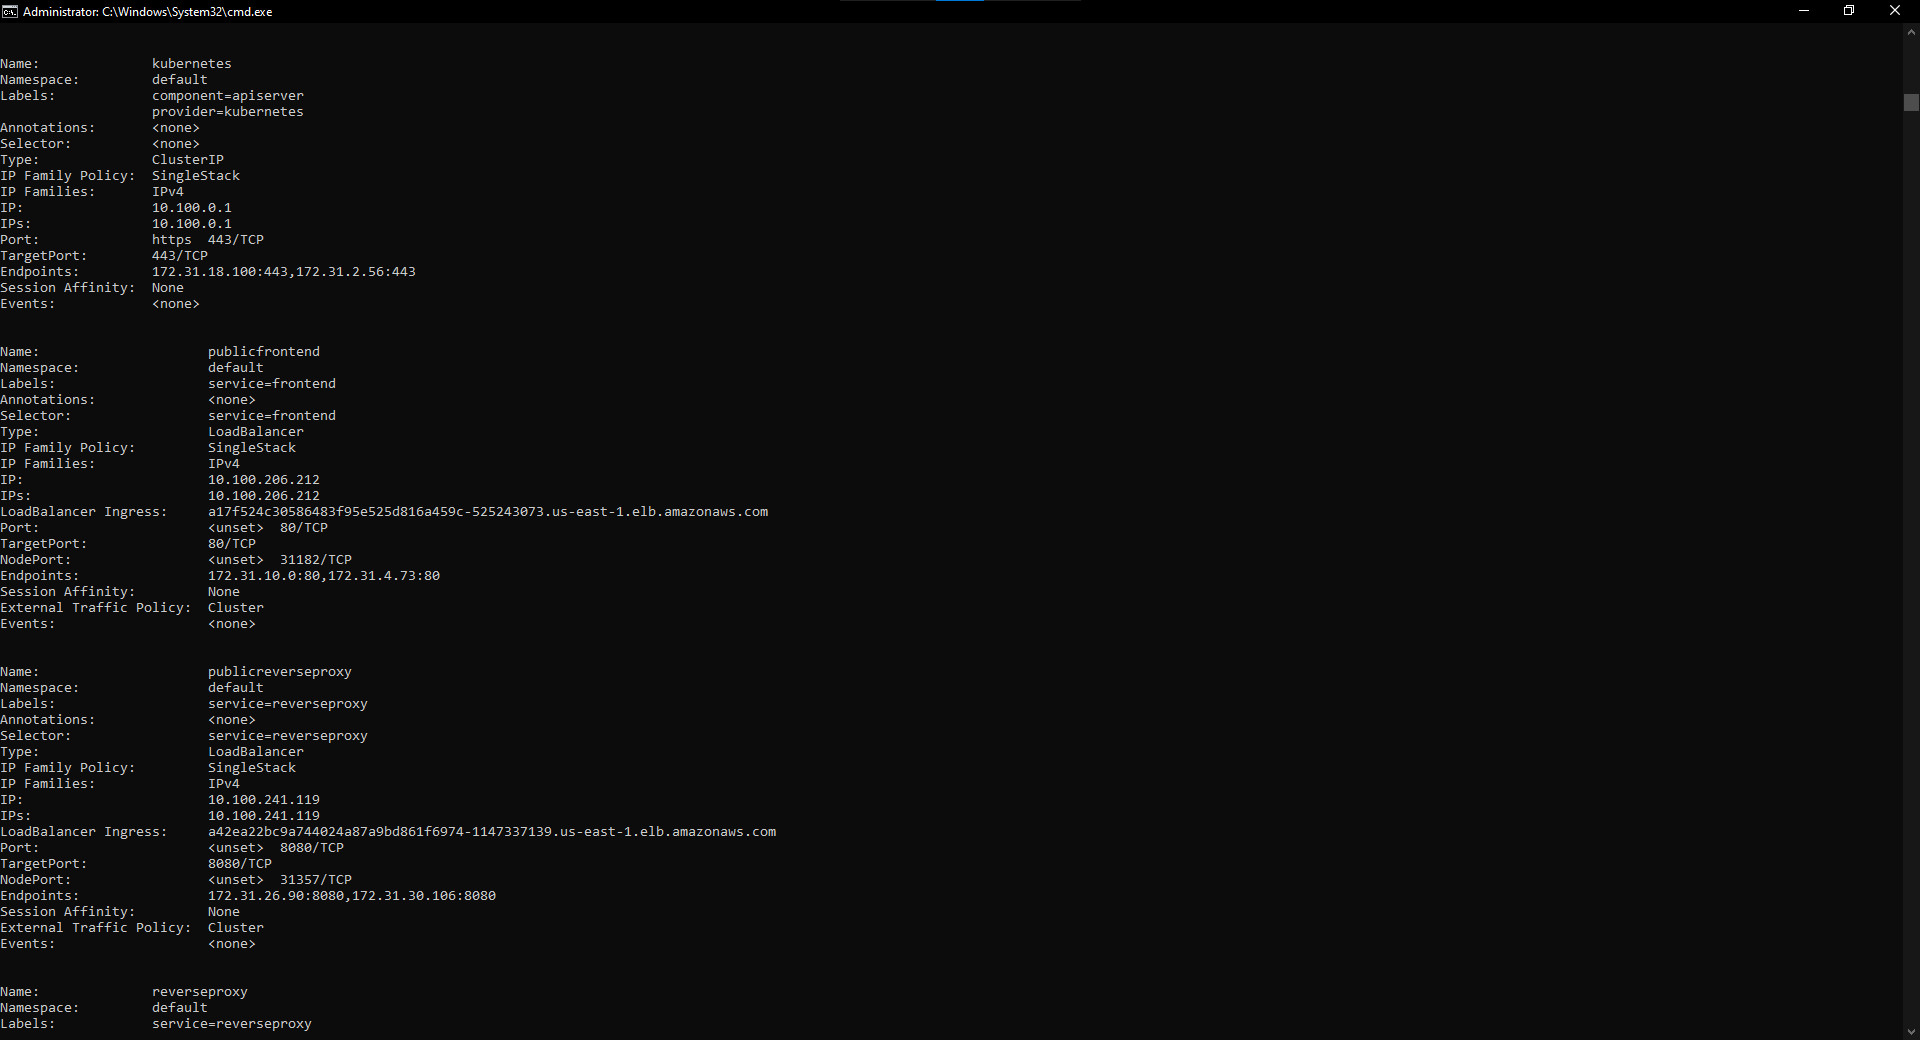 Administrator: C:\Windows\System32\cmd.exe
Name:              kubernetes
Namespace:         default
Labels:            component=apiserver
                   provider=kubernetes
Annotations:       <none>
Selector:          <none>
Type:              ClusterIP
IP Family Policy:  SingleStack
IP Families:       IPv4
IP:                10.100.0.1
IPs:               10.100.0.1
Port:              https  443/TCP
TargetPort:        443/TCP
Endpoints:         172.31.18.100:443,172.31.2.56:443
Session Affinity:  None
Events:            <none>
Name:                     publicfrontend
Namespace:                default
Labels:                   service=frontend
Annotations:              <none>
Selector:                 service=frontend
Type:                     LoadBalancer
IP Family Policy:         SingleStack
IP Families:              IPv4
IP:                       10.100.206.212
IPs:                      10.100.206.212
LoadBalancer Ingress:     a17f524c30586483f95e525d816a459c-525243073.us-east-1.elb.amazonaws.com
Port:                     <unset>  80/TCP
TargetPort:               80/TCP
NodePort:                 <unset>  31182/TCP
Endpoints:                172.31.10.0:80,172.31.4.73:80
Session Affinity:         None
External Traffic Policy:  Cluster
Events:                   <none>
Name:                     publicreverseproxy
Namespace:                default
Labels:                   service=reverseproxy
Annotations:              <none>
Selector:                 service=reverseproxy
Type:                     LoadBalancer
IP Family Policy:         SingleStack
IP Families:              IPv4
IP:                       10.100.241.119
IPs:                      10.100.241.119
LoadBalancer Ingress:     a42ea22bc9a744024a87a9bd861f6974-1147337139.us-east-1.elb.amazonaws.com
Port:                     <unset>  8080/TCP
TargetPort:               8080/TCP
NodePort:                 <unset>  31357/TCP
Endpoints:                172.31.26.90:8080,172.31.30.106:8080
Session Affinity:         None
External Traffic Policy:  Cluster
Events:                   <none>
Name:              reverseproxy
Namespace:         default
Labels:            service=reverseproxy